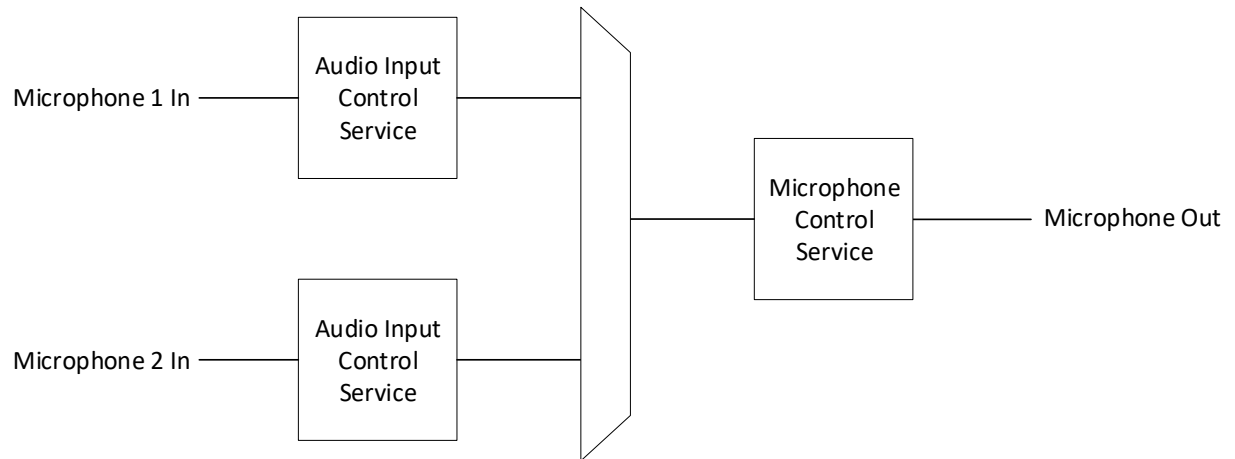 Microphone 1 In
Audio Input
Control
Service
Microphone 2 In
Audio Input
Control
Service
Microphone
Control
Service
Microphone Out